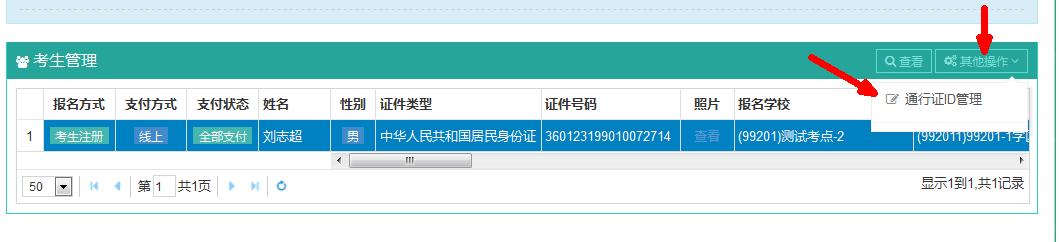 考生管理
查看
其他操作
通行证ID管理
报名方式 支付方式 支付状态 姓名 性别 证件类型 证件号码 照片 报名学校
1 考生注册 线上 全部支付 刘志超 男 中华人民共和国居民身份证 360123199010072714 查看 (99201)测试考点-2 (992011)99201-1学
50 第 1 共1页 显示1到1,共1记录